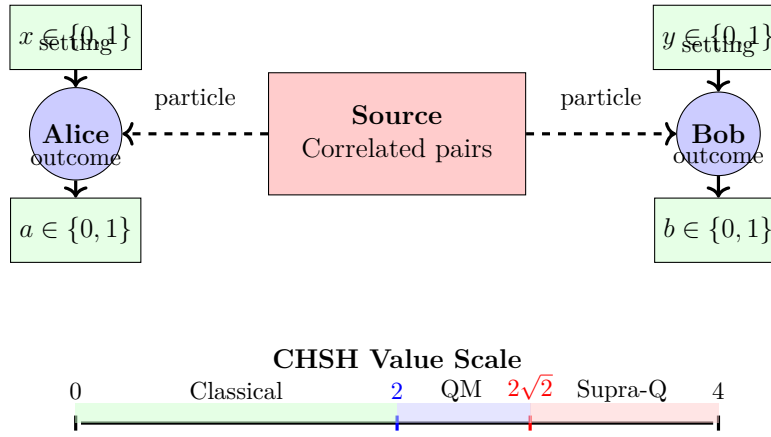 x ∈ {0, 1}
setting
y ∈ {0, 1}
setting
particle
particle
Source
Correlated pairs
Alice
outcome
Bob
outcome
a ∈ {0, 1}
b ∈ {0, 1}
CHSH Value Scale
0
Classical
2
QM
2√2
Supra-Q
4